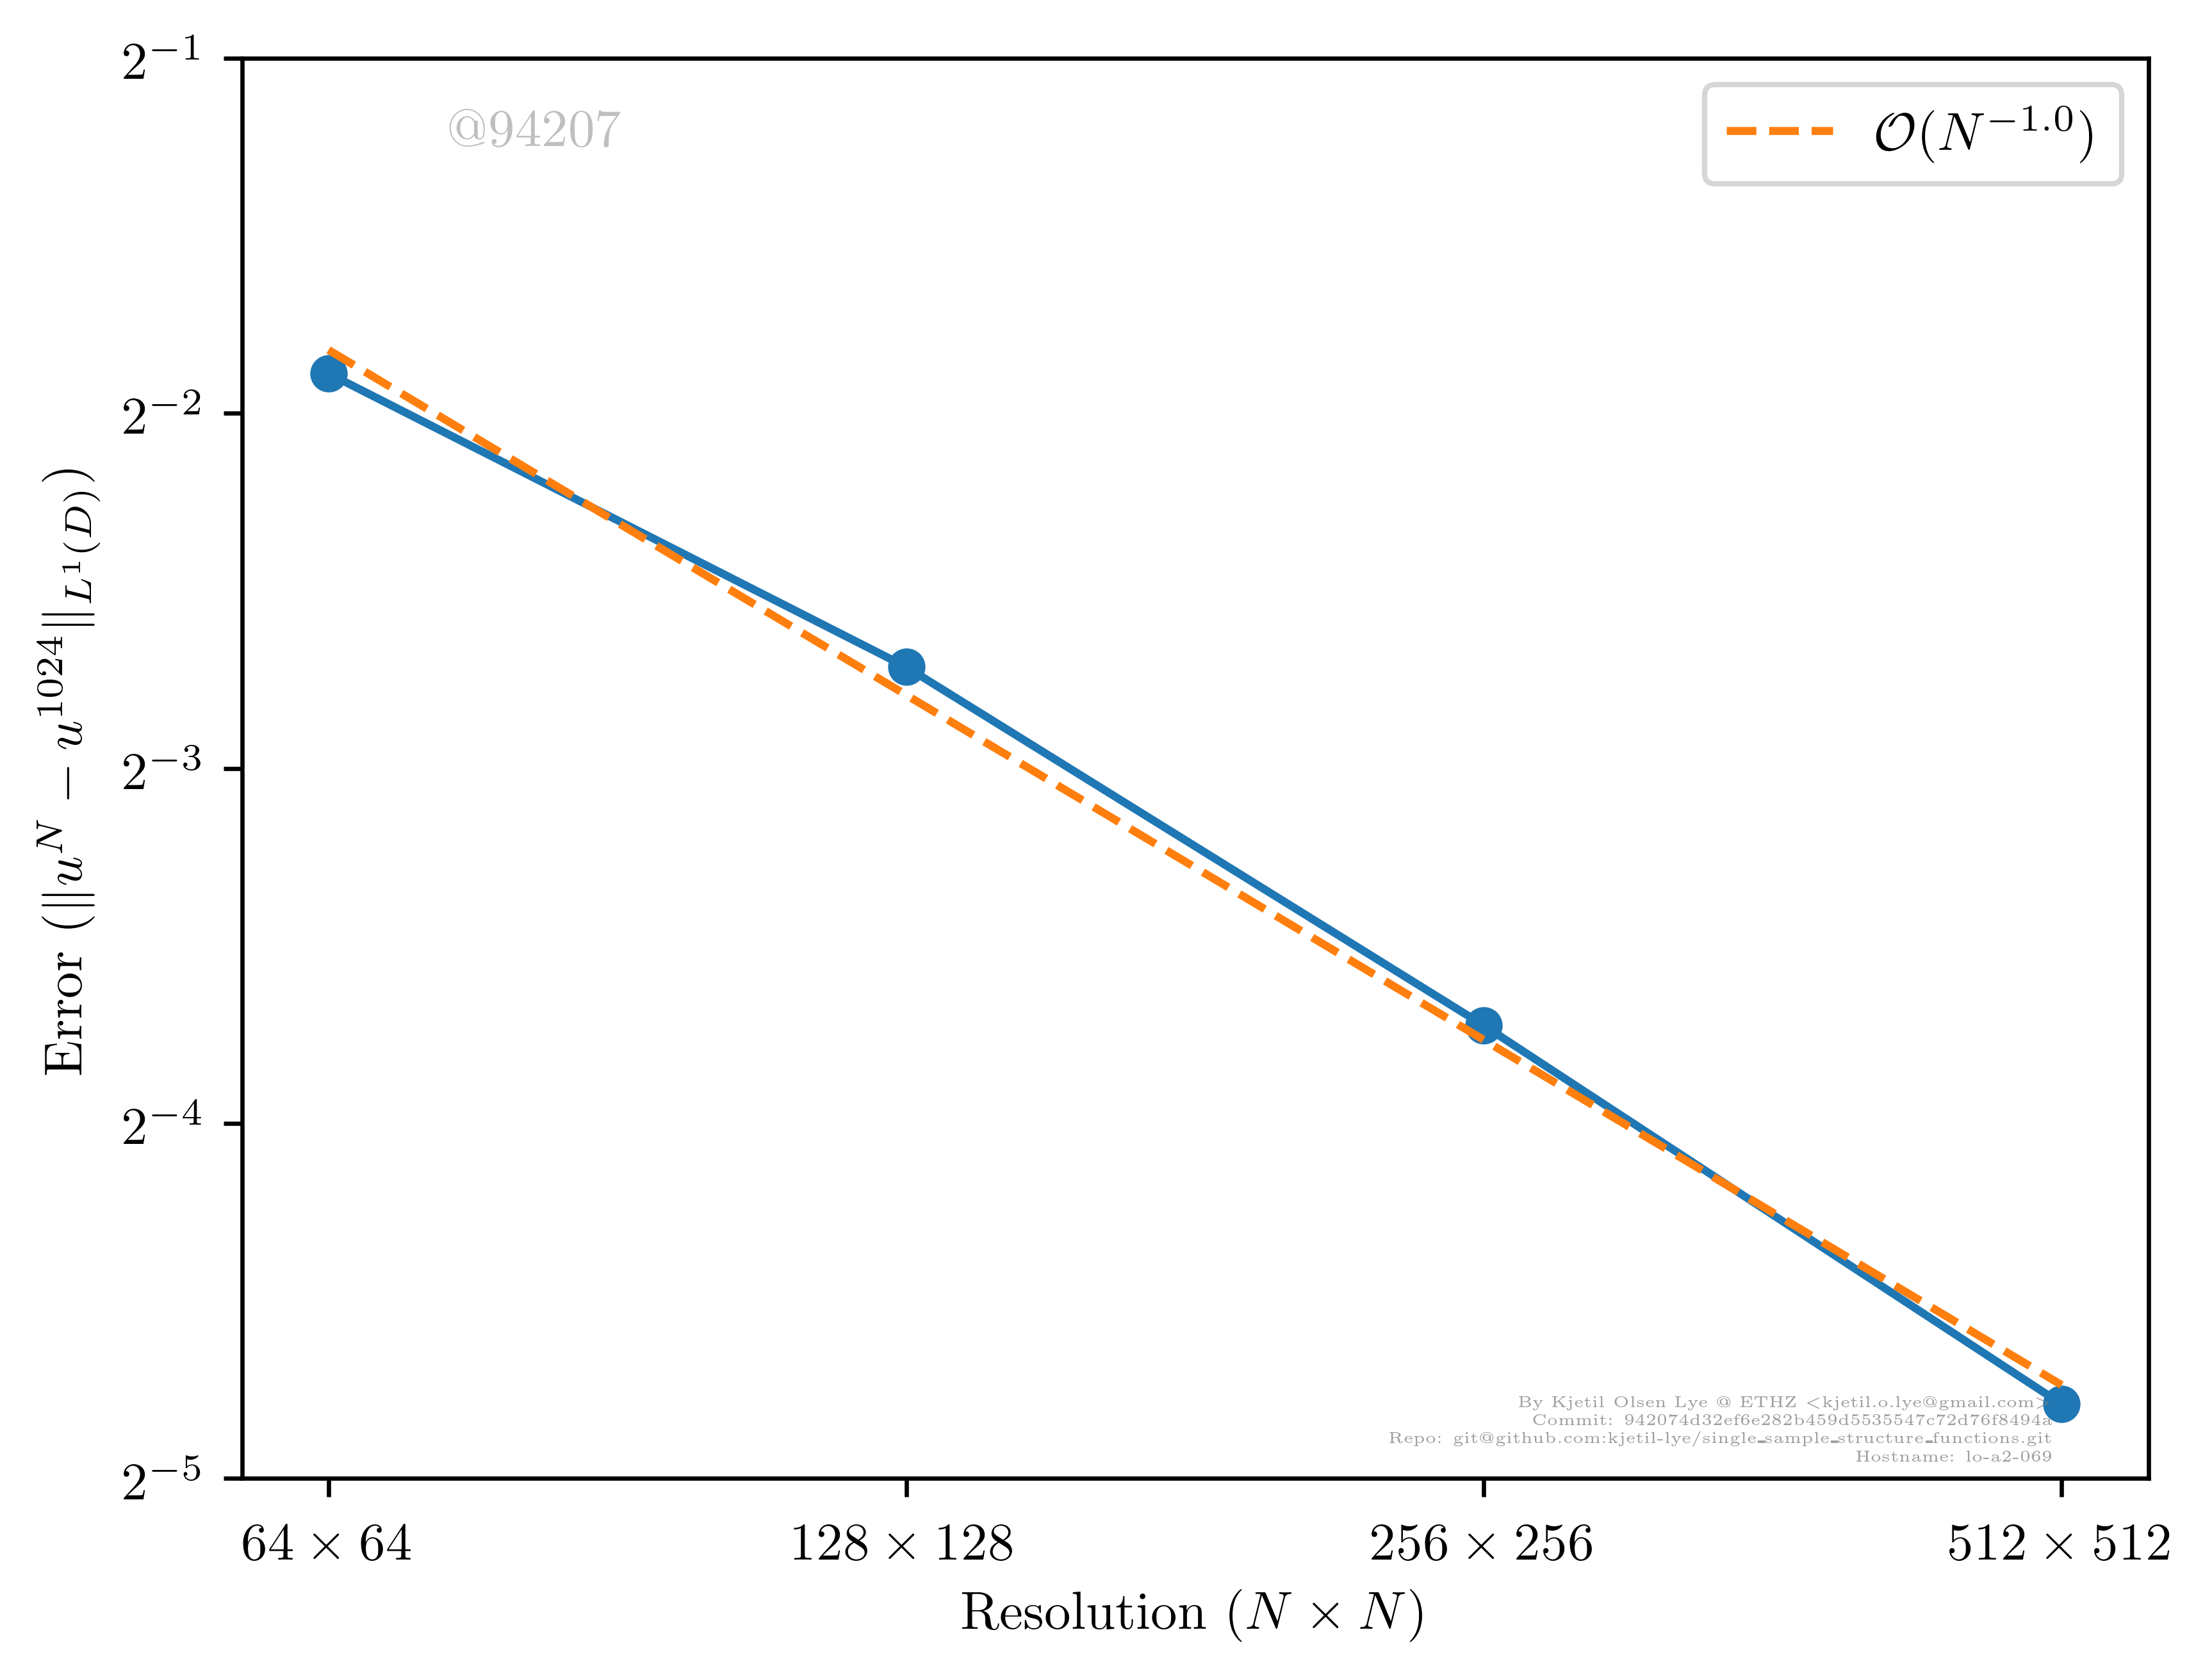 2^{-1}
@94207
\mathcal{O}(N^{-1.0})
2^{-2}
2^{-3}
2^{-4}
2^{-5}
Error (||u^N − u^{1024}||_{L^1(D)})
By Kjetil Olsen Lye @ ETHZ <kjetil.o.lye@gmail.com>
Commit: 942074d32ef6e282b459d5535547c72d76f8494a
Repo: git@github.com:kjetil-lye/single_sample_structure_functions.git
Hostname: lo-a2-069
64 × 64
128 × 128
256 × 256
512 × 512
Resolution (N × N)